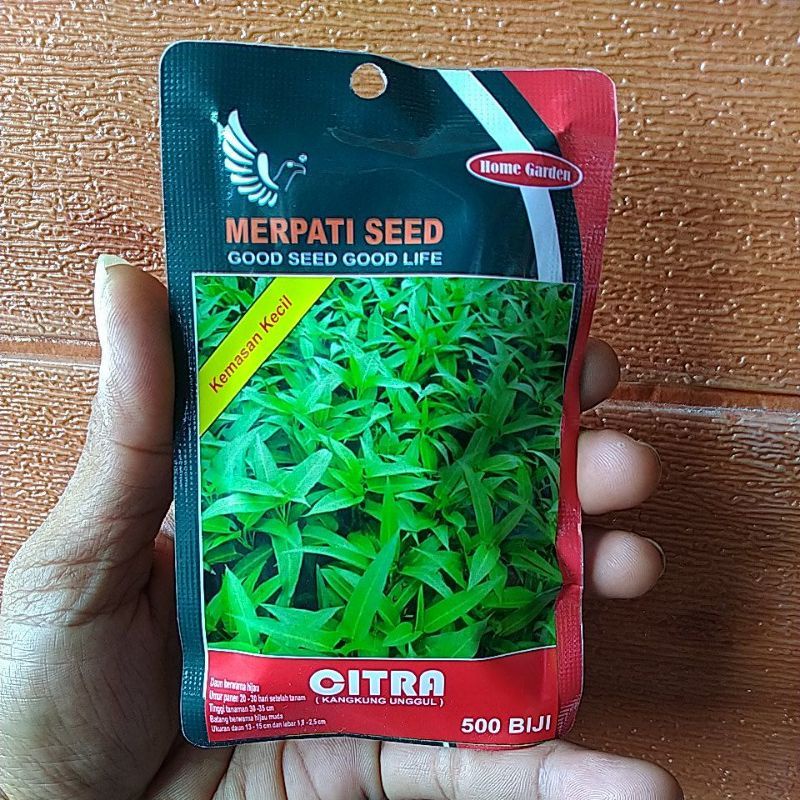 Home Garden
MERPATI SEED
GOOD SEED GOOD LIFE
Kemasan Kecil
CITRA
( KANGKUNG UNGGUL )
Daun berwarna hijau
Umur panen 20 - 30 hari setelah tanam
Tinggi tanaman 30-35 cm
Batang berwarna hijau muda
Ukuran daun 13 - 15 cm dan lebar 1,8 - 2,5 cm
500 BIJI